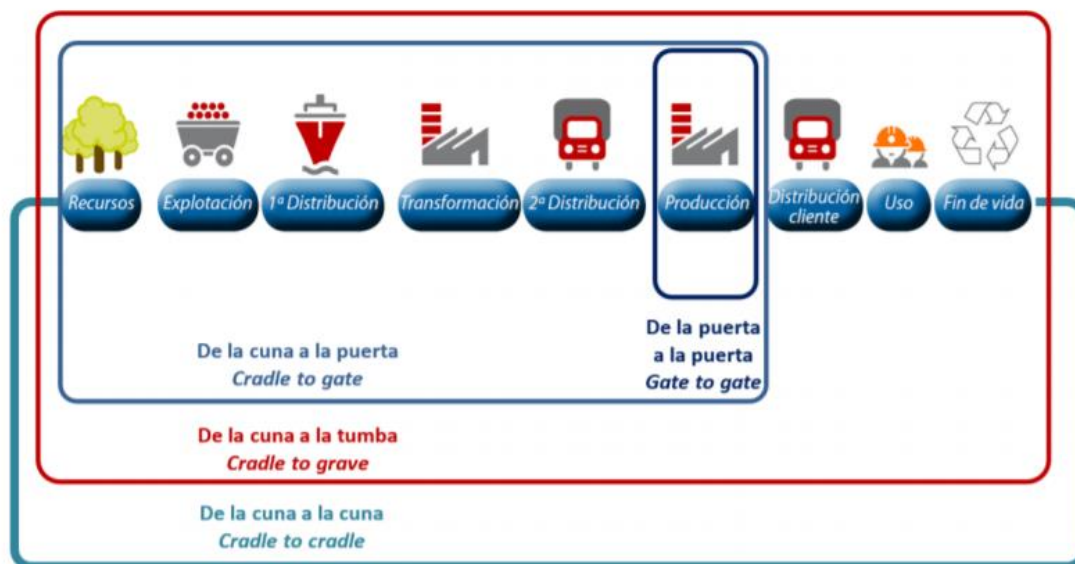 Recursos
Explotación
1ª Distribución
Transformación
2ª Distribución
Producción
Distribución
cliente
Uso
Fin de vida
De la cuna a la puerta
Cradle to gate
De la puerta
a la puerta
Gate to gate
De la cuna a la tumba
Cradle to grave
De la cuna a la cuna
Cradle to cradle